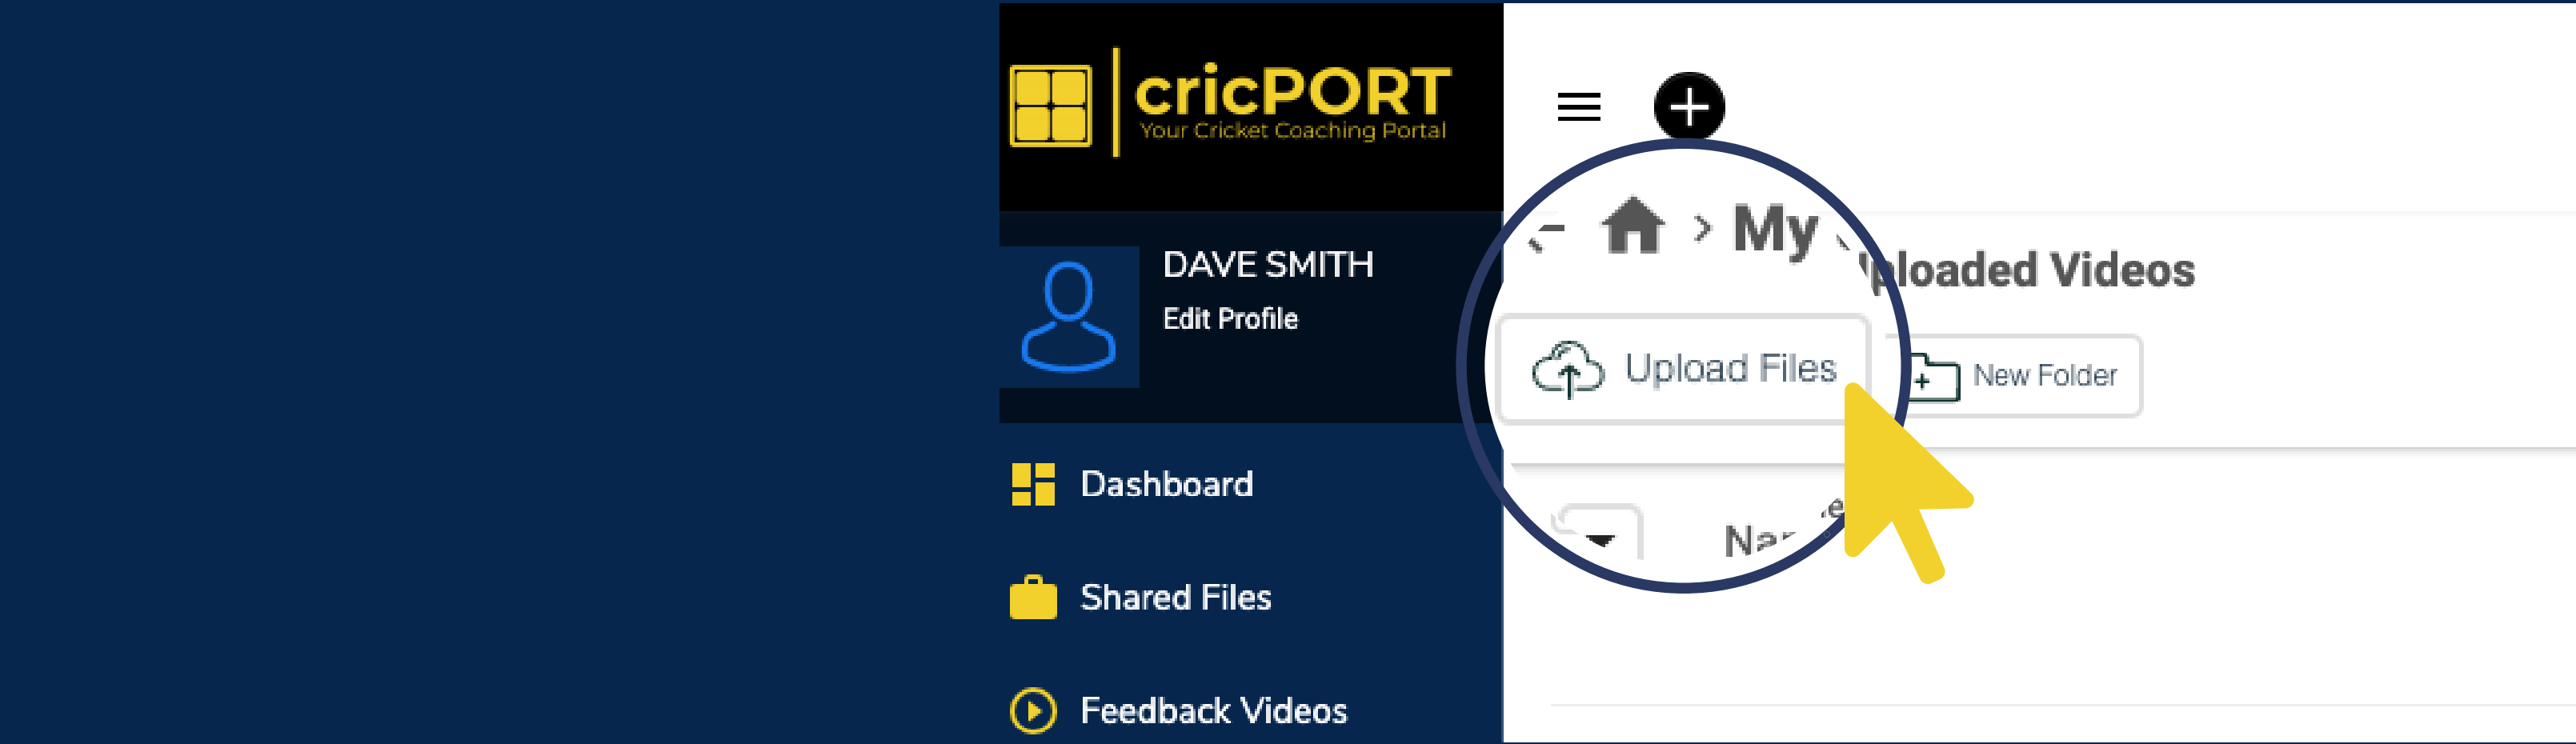 cricPORT
Your Cricket Coaching Portal
DAVE SMITH
Edit Profile
Dashboard
Shared Files
Feedback Videos
My
ploaded Videos
Upload Files
New Folder